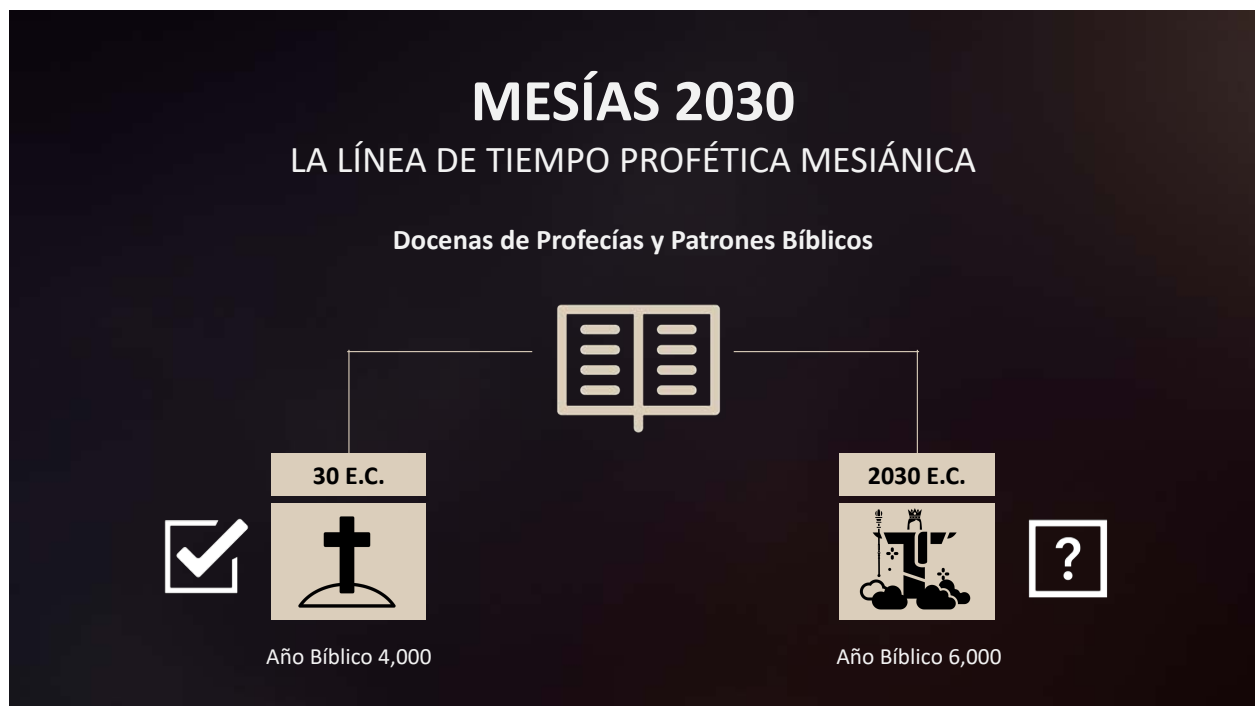 MESÍAS 2030
LA LÍNEA DE TIEMPO PROFÉTICA MESIÁNICA
Docenas de Profecías y Patrones Bíblicos
30 E.C.
2030 E.C.
?
Año Bíblico 4,000
Año Bíblico 6,000